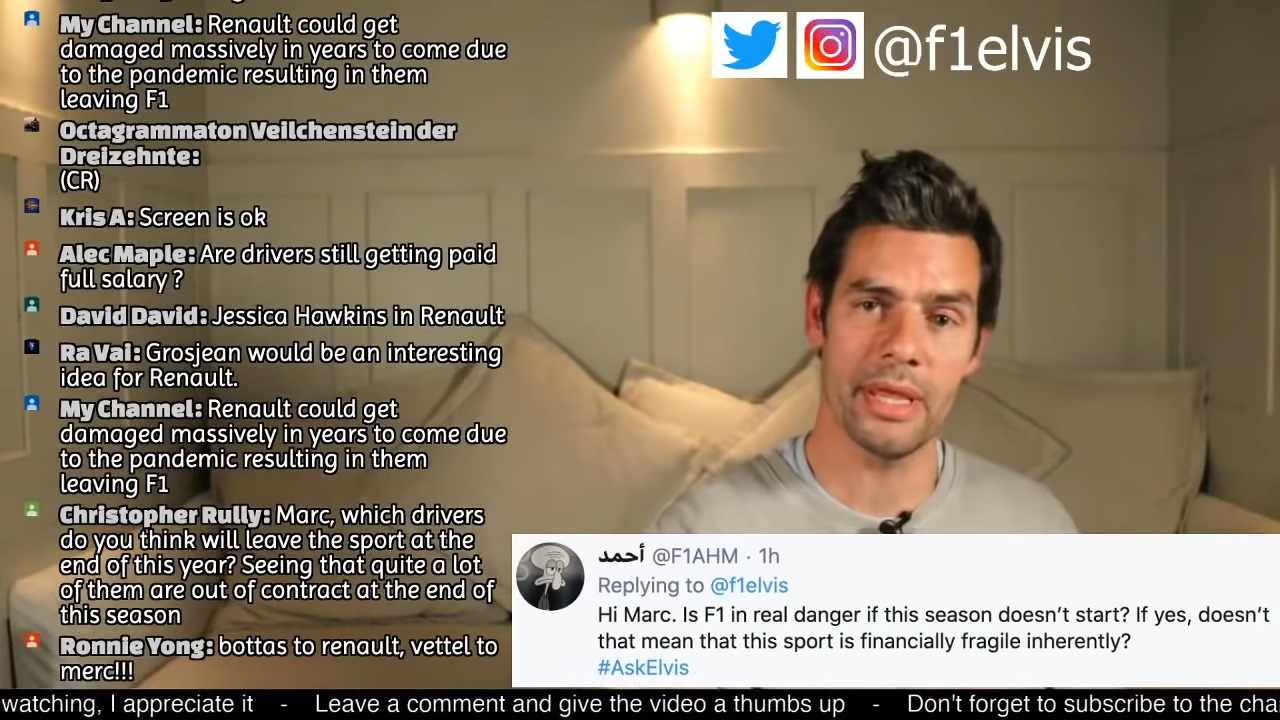 My Channel: Renault could get
damaged massively in years to come due
to the pandemic resulting in them
leaving F1
Octagrammaton Veilchenstein der
Dreizehnte:
(CR)
Kris A: Screen is ok
Alec Maple: Are drivers still getting paid
full salary ?
David David: Jessica Hawkins in Renault
Ra Vai: Grosjean would be an interesting
idea for Renault.
My Channel: Renault could get
damaged massively in years to come due
to the pandemic resulting in them
leaving F1
Christopher Rully: Marc, which drivers
do you think will leave the sport at the
end of this year? Seeing that quite a lot
of them are out of contract at the end of
this season
Ronnie Yong: bottas to renault, vettel to
merc!!!
@f1elvis
أحمد @F1AHM · 1h
Replying to @f1elvis
Hi Marc. Is F1 in real danger if this season doesn't start? If yes, doesn't
that mean that this sport is financially fragile inherently?
#AskElvis
watching, I appreciate it - Leave a comment and give the video a thumbs up - Don't forget to subscribe to the cha